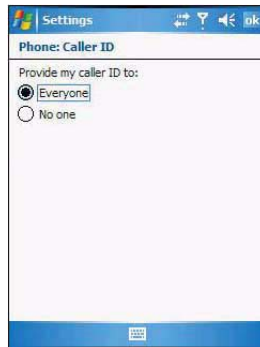 Settings
ok
Phone: Caller ID
Provide my caller ID to:
Everyone
No one